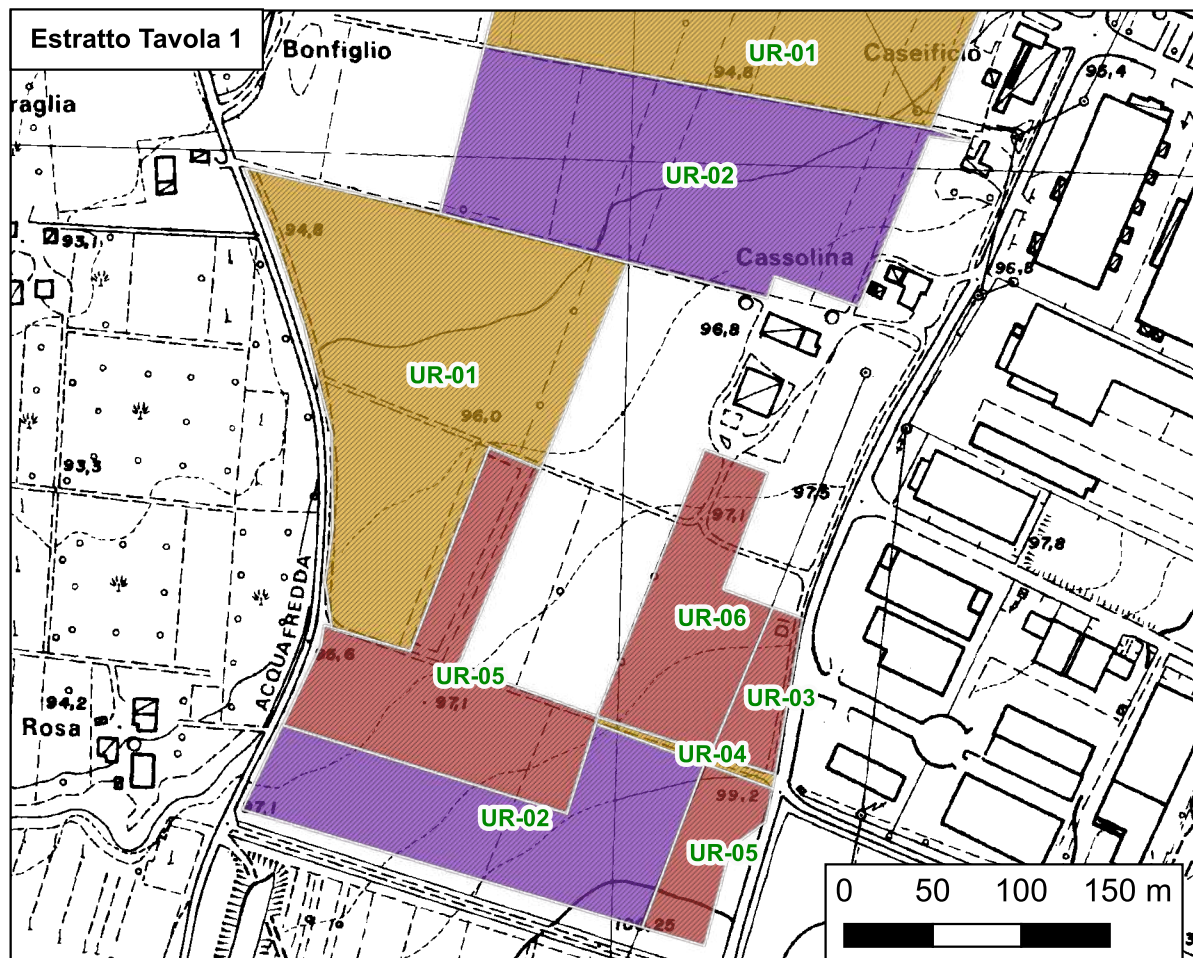 Estratto Tavola 1
Bonfiglio
UR-01
Caseificio
94,8
95,4
raglia
UR-02
93,1
94,8
Cassolina
96,8
96,8
UR-01
96,0
93,3
97,5
97,1
97,8
ACQUAFREDDA
UR-06
DI
95,6
UR-05
94,2
97,1
UR-03
Rosa
UR-04
99,2
97,1
UR-02
UR-05
0 50 100 150 m